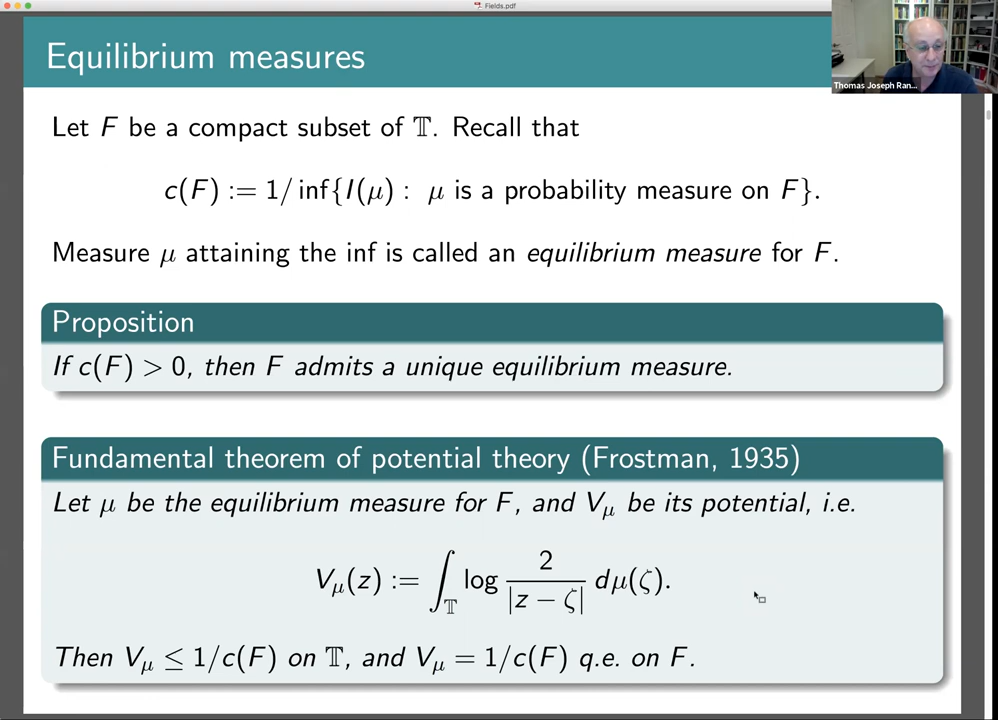 Fields.pdf
Equilibrium measures
Thomas Joseph Ran...
Let F be a compact subset of 𝕋. Recall that
c(F) := 1/ inf{I(μ) : μ is a probability measure on F}.
Measure μ attaining the inf is called an equilibrium measure for F.
Proposition
If c(F) > 0, then F admits a unique equilibrium measure.
Fundamental theorem of potential theory (Frostman, 1935)
Let μ be the equilibrium measure for F, and V_μ be its potential, i.e.
V_μ(z) := ∫_𝕋 log 2/|z − ζ| dμ(ζ).
Then V_μ ≤ 1/c(F) on 𝕋, and V_μ = 1/c(F) q.e. on F.